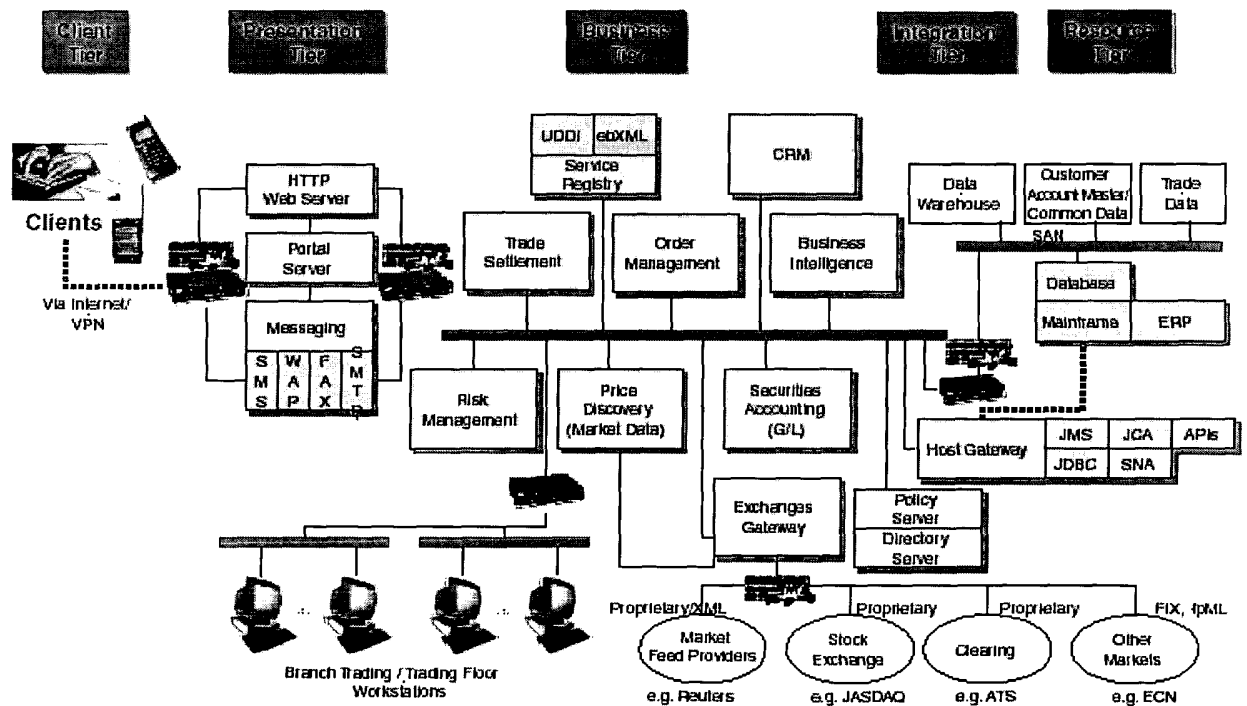 Client
Tier
Presentation
Tier
Business
Tier
Integration
Tier
Resource
Tier
UDDI
ebXML
Service
Registry
CRM
HTTP
Web Server
Data
Warehouse
Customer
Account Master/
Common Data
Trade
Data
Clients
SAN
Portal
Server
Trade
Settlement
Order
Management
Business
Intelligence
Via Internet/
VPN
Database
Mainframe
ERP
Messaging
SMS
WAP
FAX
SMTP
Risk
Management
Price
Discovery
(Market Data)
Securities
Accounting
(G/L)
Host Gateway
JMS
JCA
APIs
JDBC
SNA
Exchanges
Gateway
Policy
Server
Directory
Server
Proprietary/XML
Proprietary
Proprietary
FIX, fpML
Market
Feed Providers
Stock
Exchange
Clearing
Other
Markets
Branch Trading / Trading Floor
Workstations
e.g. Reuters
e.g. JASDAQ
e.g. ATS
e.g. ECN